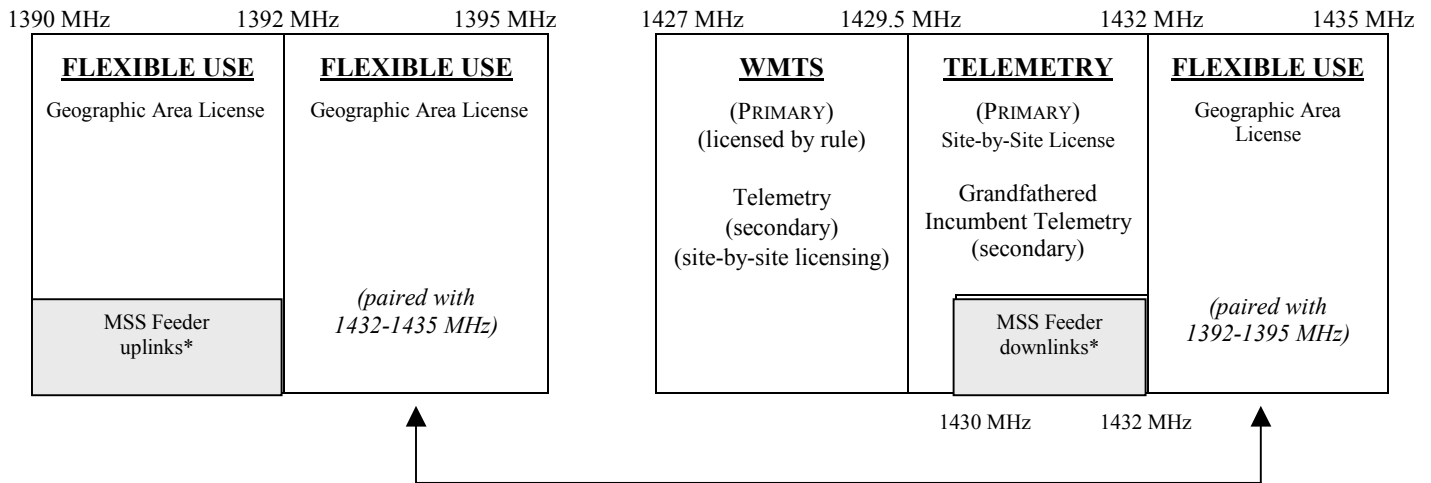 1390 MHz 1392 MHz 1395 MHz 1427 MHz 1429.5 MHz 1432 MHz 1435 MHz
FLEXIBLE USE
Geographic Area License
MSS Feeder
uplinks*
FLEXIBLE USE
Geographic Area License
(paired with
1432-1435 MHz)
WMTS
(PRIMARY)
(licensed by rule)
Telemetry
(secondary)
(site-by-site licensing)
TELEMETRY
(PRIMARY)
Site-by-Site License
Grandfathered
Incumbent Telemetry
(secondary)
MSS Feeder
downlinks*
FLEXIBLE USE
Geographic Area
License
(paired with
1392-1395 MHz)
1430 MHz 1432 MHz